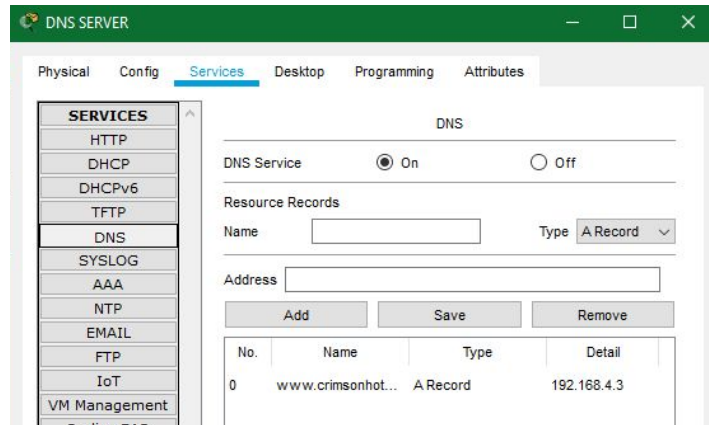 DNS SERVER
Physical Config Services Desktop Programming Attributes
SERVICES
HTTP
DHCP
DHCPv6
TFTP
DNS
SYSLOG
AAA
NTP
EMAIL
FTP
IoT
VM Management
DNS
DNS Service On Off
Resource Records
Name Type A Record
Address
Add Save Remove
No. Name Type Detail
0 www.crimsonhot... A Record 192.168.4.3